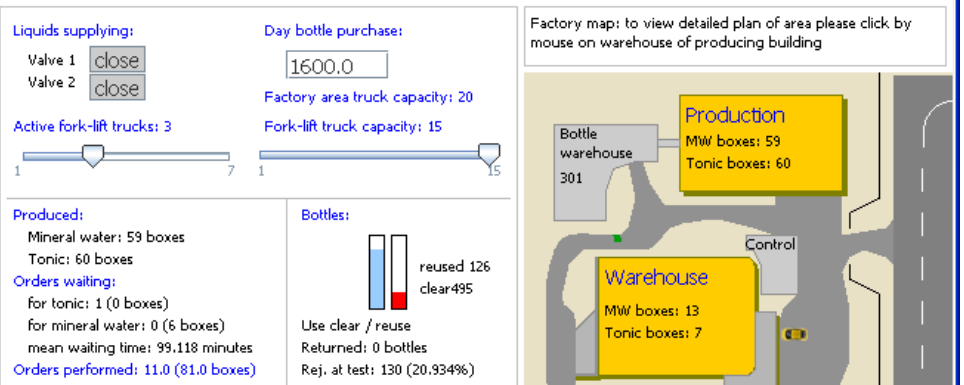 Liquids supplying:
Valve 1 close
Valve 2 close
Day bottle purchase:
1600.0
Factory area truck capacity: 20
Active fork-lift trucks: 3
1 7
Fork-lift truck capacity: 15
1 15
Produced:
Mineral water: 59 boxes
Tonic: 60 boxes
Orders waiting:
for tonic: 1 (0 boxes)
for mineral water: 0 (6 boxes)
mean waiting time: 99.118 minutes
Orders performed: 11.0 (81.0 boxes)
Bottles:
reused 126
clear495
Use clear / reuse
Returned: 0 bottles
Rej. at test: 130 (20.934%)
Factory map: to view detailed plan of area please click by
mouse on warehouse of producing building
Production
MW boxes: 59
Tonic boxes: 60
Bottle
warehouse
301
Control
Warehouse
MW boxes: 13
Tonic boxes: 7